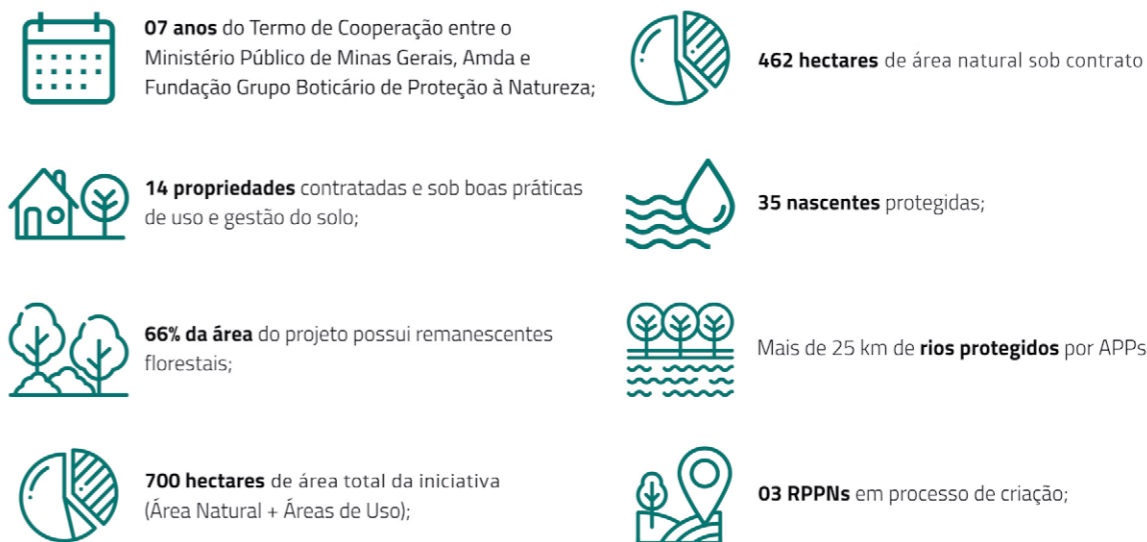 07 anos do Termo de Cooperação entre o
Ministério Público de Minas Gerais, Amda e
Fundação Grupo Boticário de Proteção à Natureza;
14 propriedades contratadas e sob boas práticas
de uso e gestão do solo;
66% da área do projeto possui remanescentes
florestais;
700 hectares de área total da iniciativa
(Área Natural + Áreas de Uso);
462 hectares de área natural sob contrato
35 nascentes protegidas;
Mais de 25 km de rios protegidos por APPs
03 RPPNs em processo de criação;